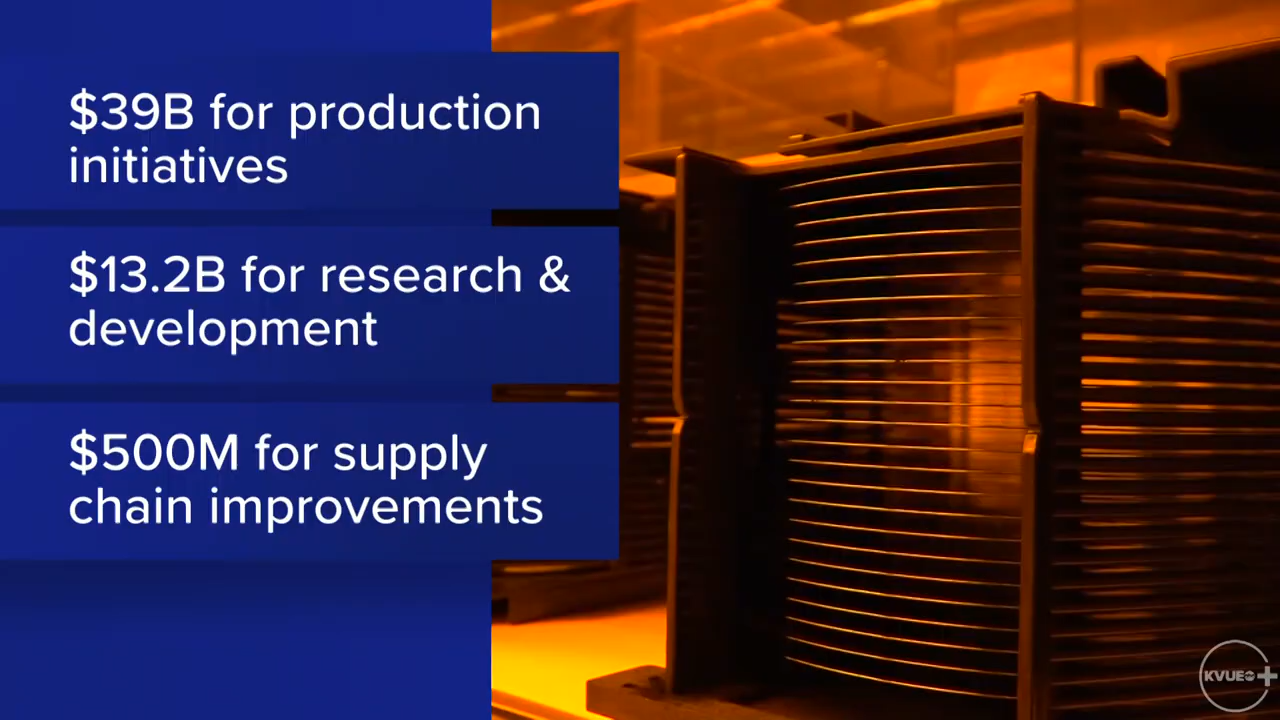 $39B for production
initiatives
$13.2B for research &
development
$500M for supply
chain improvements
KVUE+